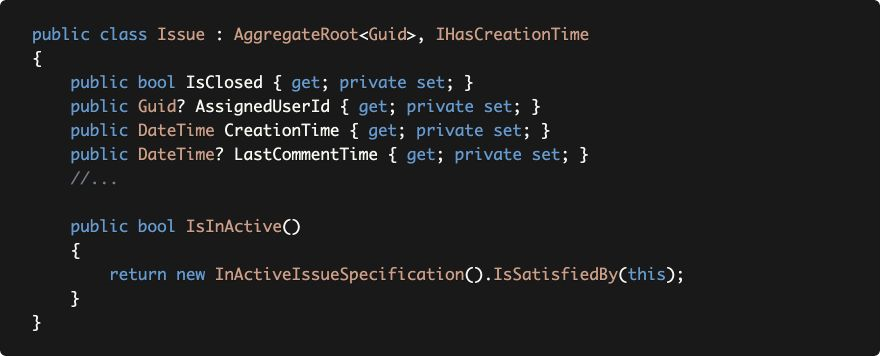 public class Issue : AggregateRoot<Guid>, IHasCreationTime
{
    public bool IsClosed { get; private set; }
    public Guid? AssignedUserId { get; private set; }
    public DateTime CreationTime { get; private set; }
    public DateTime? LastCommentTime { get; private set; }
    //...

    public bool IsInActive()
    {
        return new InActiveIssueSpecification().IsSatisfiedBy(this);
    }
}